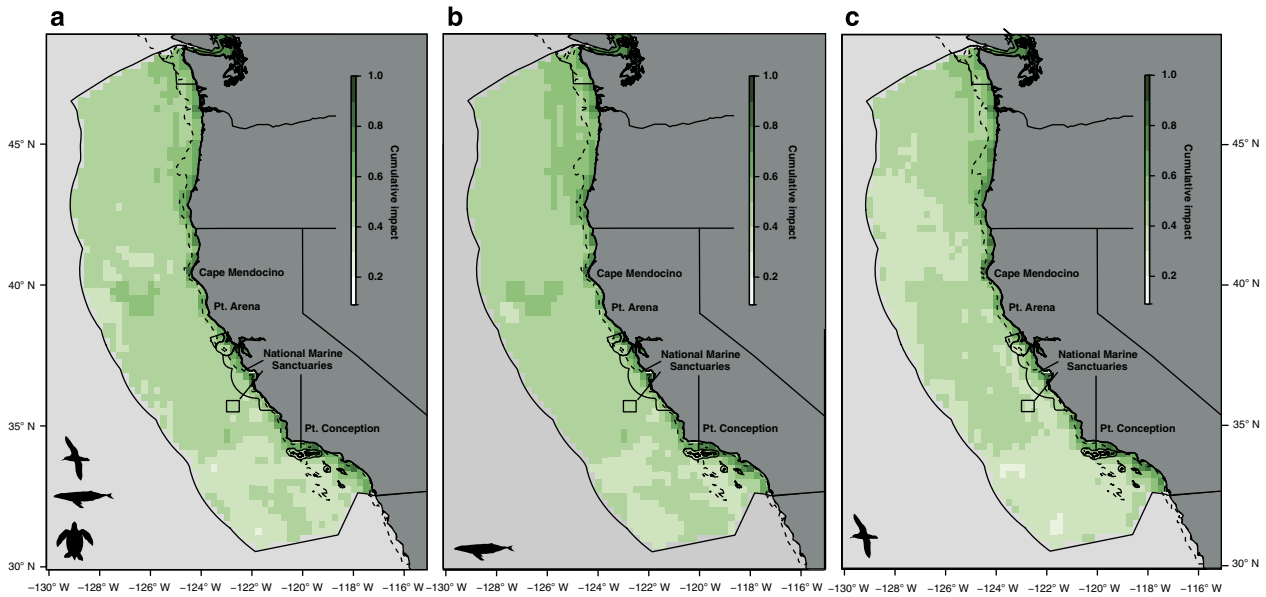 a
b
c
1.0
0.8
0.6
0.4
0.2
Cumulative impact
Cape Mendocino
Pt. Arena
National Marine
Sanctuaries
Pt. Conception
1.0
0.8
0.6
0.4
0.2
Cumulative impact
Cape Mendocino
Pt. Arena
National Marine
Sanctuaries
Pt. Conception
1.0
0.8
0.6
0.4
0.2
Cumulative impact
Cape Mendocino
Pt. Arena
National Marine
Sanctuaries
Pt. Conception
45° N
40° N
35° N
30° N
45° N
40° N
35° N
30° N
−130° W −128° W −126° W −124° W −122° W −120° W −118° W −116° W
−130° W −128° W −126° W −124° W −122° W −120° W −118° W −116° W
−130° W −128° W −126° W −124° W −122° W −120° W −118° W −116° W